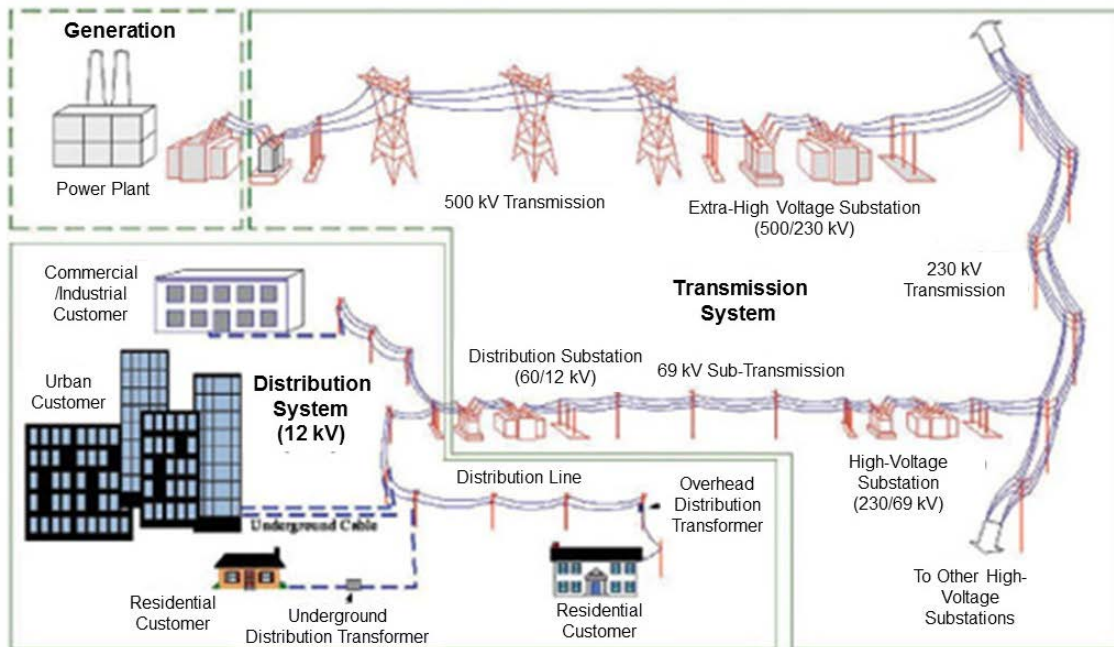 Generation
Power Plant
500 kV Transmission
Extra-High Voltage Substation
(500/230 kV)
230 kV
Transmission
Transmission
System
Commercial
/Industrial
Customer
Distribution Substation
(60/12 kV)
69 kV Sub-Transmission
Urban
Customer
Distribution
System
(12 kV)
High-Voltage
Substation
(230/69 kV)
Distribution Line
Overhead
Distribution
Transformer
Underground Cable
Residential
Customer
Underground
Distribution Transformer
Residential
Customer
To Other High-
Voltage
Substations